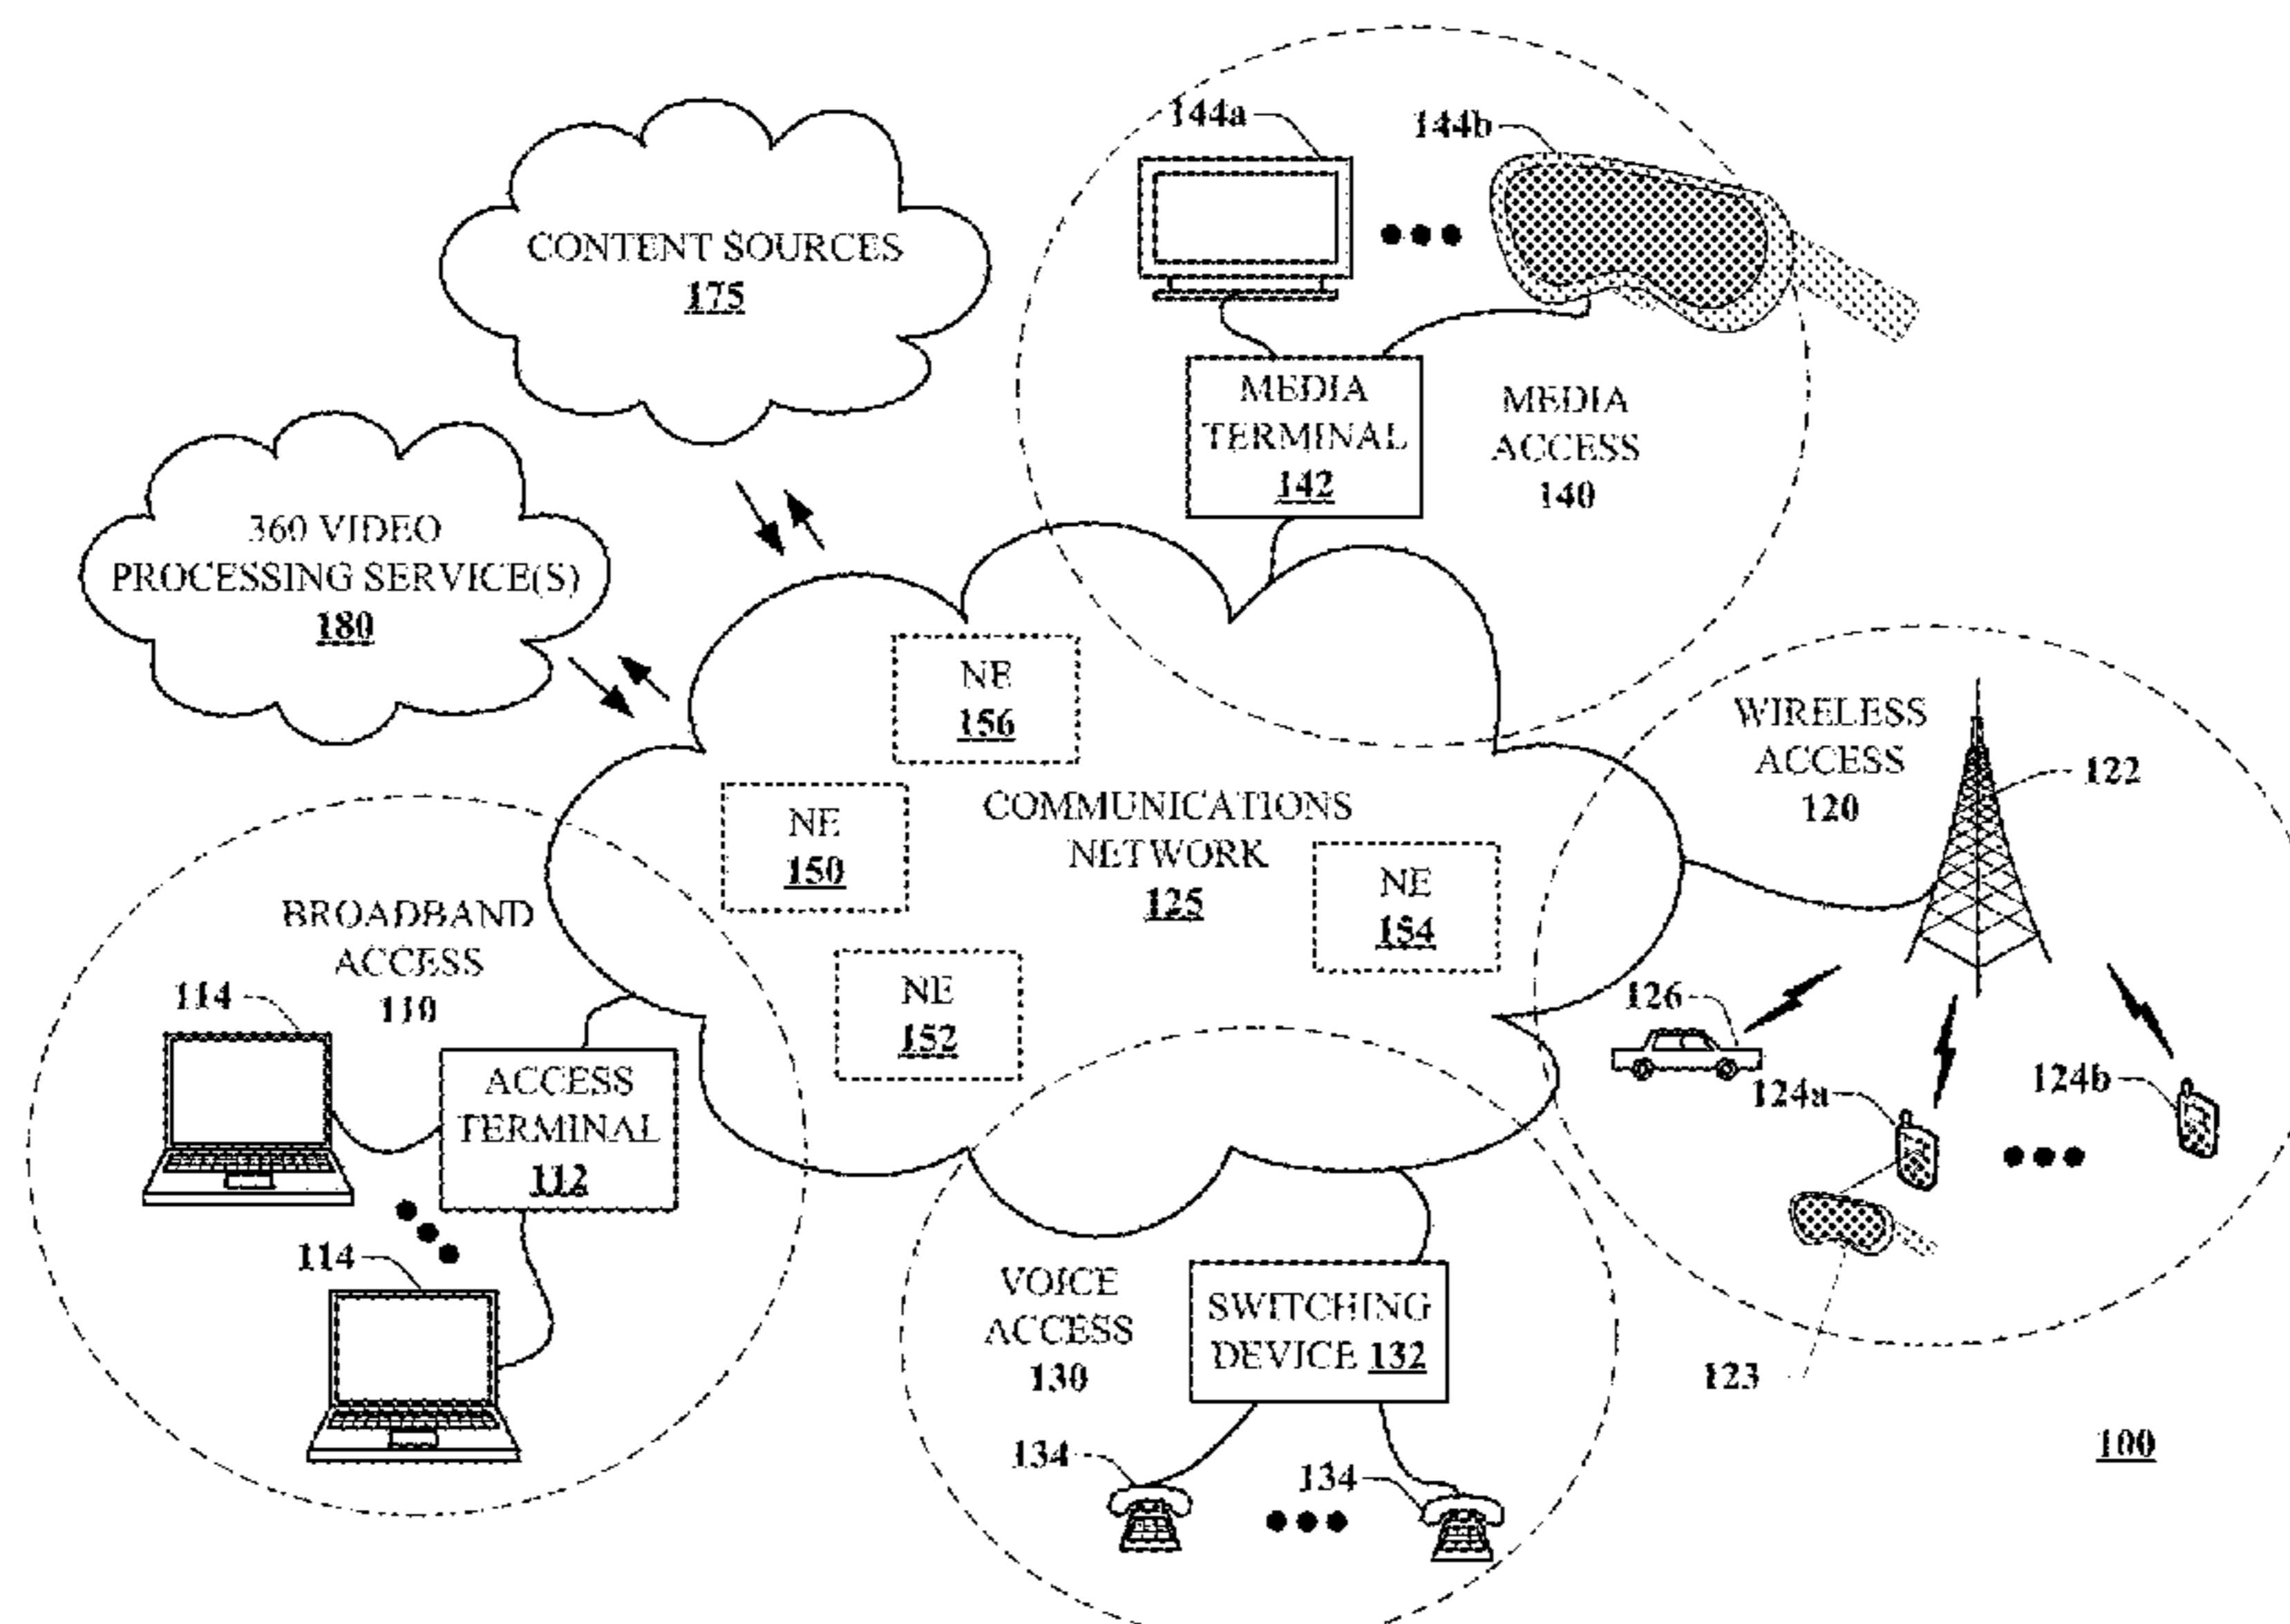 144a
144b
CONTENT SOURCES
175
MEDIA
TERMINAL
142
MEDIA
ACCESS
140
360 VIDEO
PROCESSING SERVICE(S)
180
NE
156
WIRELESS
ACCESS
120
122
NE
150
COMMUNICATIONS
NETWORK
125
NE
154
BROADBAND
ACCESS
110
114
NE
152
126
124a
124b
ACCESS
TERMINAL
112
114
VOICE
ACCESS
130
SWITCHING
DEVICE 132
123
134
134
100